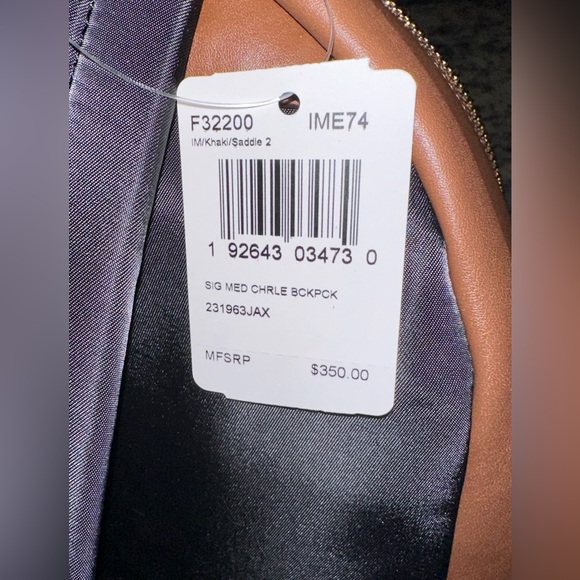 F32200 IME74
IM/Khaki/Saddle 2
1 92643 03473 0
SIG MED CHRLE BCKPCK
231963JAX
MFSRP $350.00